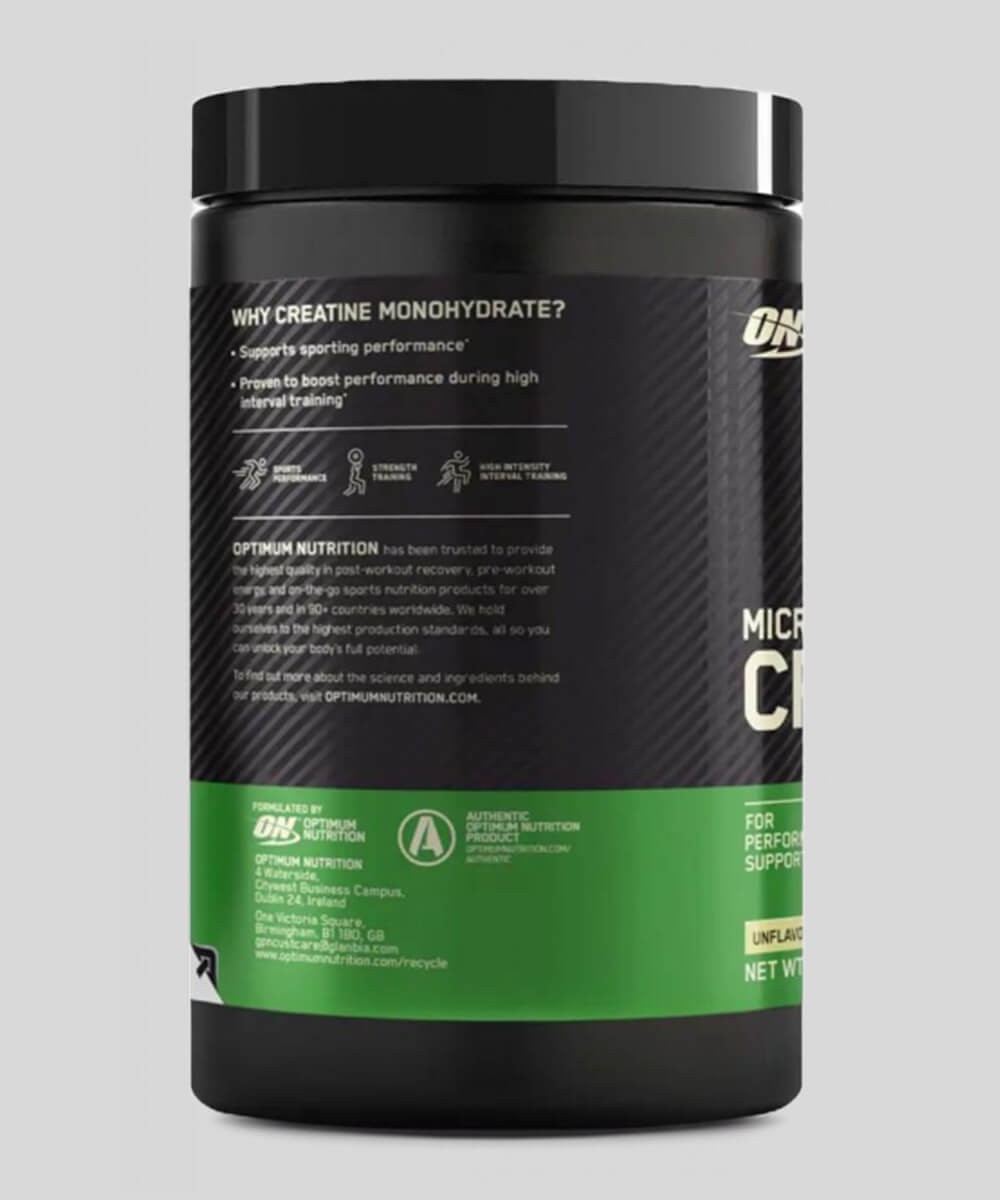 WHY CREATINE MONOHYDRATE?
• Supports sporting performance*
• Proven to boost performance during high
interval training*
SPORTS
PERFORMANCE
STRENGTH
TRAINING
HIGH INTENSITY
INTERVAL TRAINING
OPTIMUM NUTRITION has been trusted to provide
the highest quality in post-workout recovery, pre-workout
energy and on-the-go sports nutrition products for over
30 years and in 90+ countries worldwide. We hold
ourselves to the highest production standards, all so you
can unlock your body's full potential.
To find out more about the science and ingredients behind
our products, visit OPTIMUMNUTRITION.COM.
FORMULATED BY
ON OPTIMUM
NUTRITION
A
AUTHENTIC
OPTIMUM NUTRITION
PRODUCT
OPTIMUMNUTRITION.COM/
AUTHENTIC
OPTIMUM NUTRITION
4 Waterside,
Citywest Business Campus,
Dublin 24, Ireland
One Victoria Square,
Birmingham, B1 1BD, GB
gpncustcare@glanbia.com
www.optimumnutrition.com/recycle
ON
MICR
CR
FOR
PERFORM
SUPPORT
UNFLAVO
NET WT